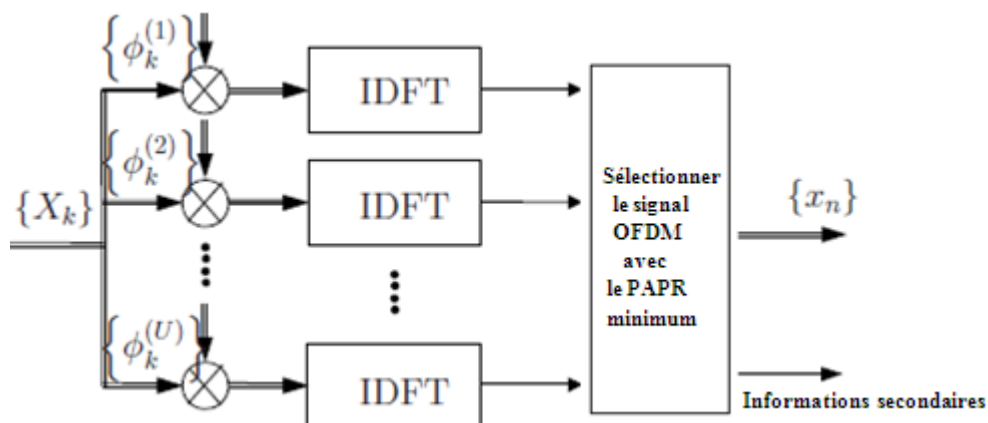 {ϕ_k^(1)}
IDFT
{ϕ_k^(2)}
IDFT
{X_k}
Sélectionner
le signal
OFDM
avec
le PAPR
minimum
{x_n}
{ϕ_k^(U)}
IDFT
Informations secondaires